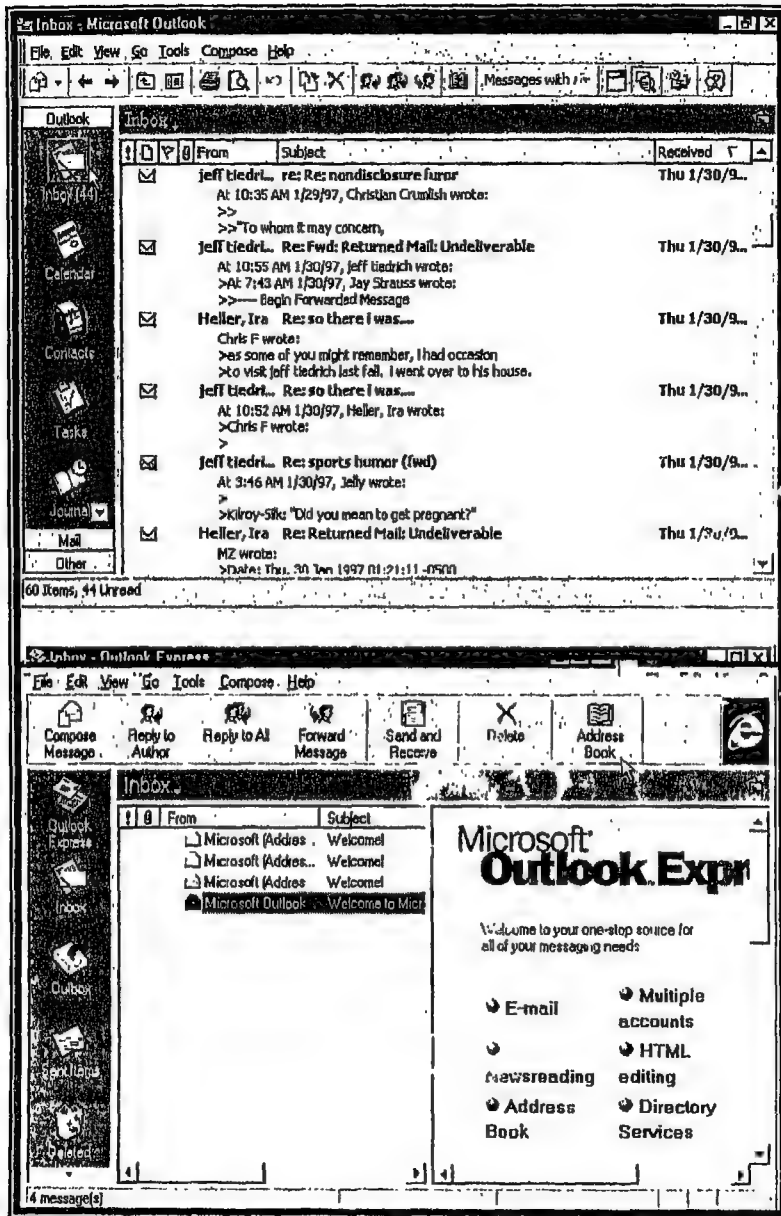 Inbox - Microsoft Outlook
File Edit View Go Tools Compose Help
Messages with
Outlook
Inbox
! From Subject Received
Inbox (44)
Calendar
Contacts
Tasks
Journal
Mail
Other
jeff tiedri... re: Re: nondisclosure furor Thu 1/30/9...
At 10:35 AM 1/29/97, Christian Crumlish wrote:
>>
>>"To whom it may concern,
jeff tiedri... Re: Fwd: Returned Mail: Undeliverable Thu 1/30/9...
At 10:55 AM 1/30/97, jeff tiedrich wrote:
>At 7:43 AM 1/30/97, Jay Strauss wrote:
>>---- Begin Forwarded Message
Heller, Ira Re: so there i was.... Thu 1/30/9...
Chris F wrote:
>as some of you might remember, I had occasion
>to visit jeff tiedrich last fall. I went over to his house.
jeff tiedri... Re: so there i was.... Thu 1/30/9...
At 10:52 AM 1/30/97, Heller, Ira wrote:
>Chris F wrote:
>
jeff tiedri... Re: sports humor (fwd) Thu 1/30/9...
At 3:46 AM 1/30/97, Jelly wrote:
>
>Kilroy-Silk: "Did you mean to get pregnant?"
Heller, Ira Re: Returned Mail: Undeliverable Thu 1/30/9...
MZ wrote:
>Date: Thu, 30 Jan 1997 01:21:11 -0500
60 Items, 44 Unread
Inbox - Outlook Express
File Edit View Go Tools Compose Help
Compose Message
Reply to Author
Reply to All
Forward Message
Send and Receive
Delete
Address Book
Outlook Express
Inbox
Outbox
Sent Items
Deleted
Inbox
! From Subject
Microsoft (Addres... Welcome!
Microsoft (Addres... Welcome!
Microsoft (Addres Welcome!
Microsoft Outlook Welcome to Micr
Microsoft
Outlook Expr
Welcome to your one-stop source for
all of your messaging needs
E-mail
Multiple accounts
Newsreading
HTML editing
Address Book
Directory Services
4 message(s)